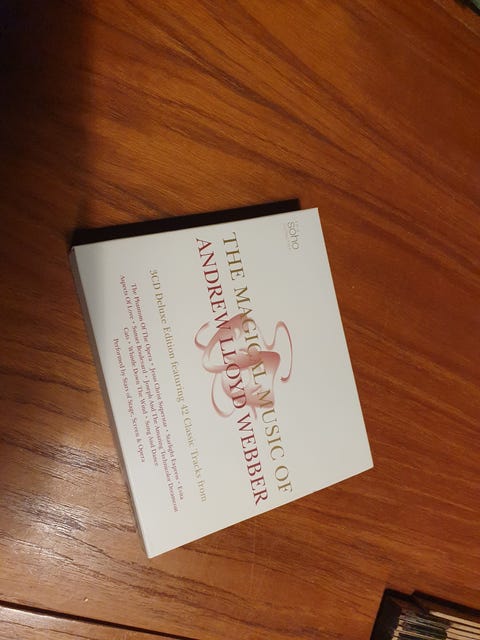 sōho
THE MAGICAL MUSIC OF
ANDREW LLOYD WEBBER
3CD Deluxe Edition featuring 42 Classic Tracks from
The Phantom Of The Opera • Jesus Christ Superstar • Starlight Express • Evita
Aspects Of Love • Sunset Boulevard • Joseph And The Amazing Technicolor Dreamcoat
Cats • Whistle Down The Wind • Song And Dance
Performed by Stars of Stage, Screen & Opera